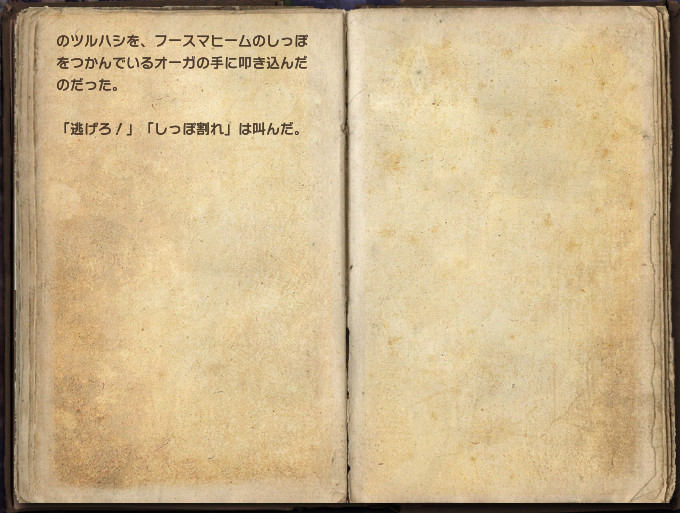 のツルハシを、フースマヒームのしっぽ
をつかんでいるオーガの手に叩き込んだ
のだった。
「逃げろ！」「しっぽ割れ」は叫んだ。